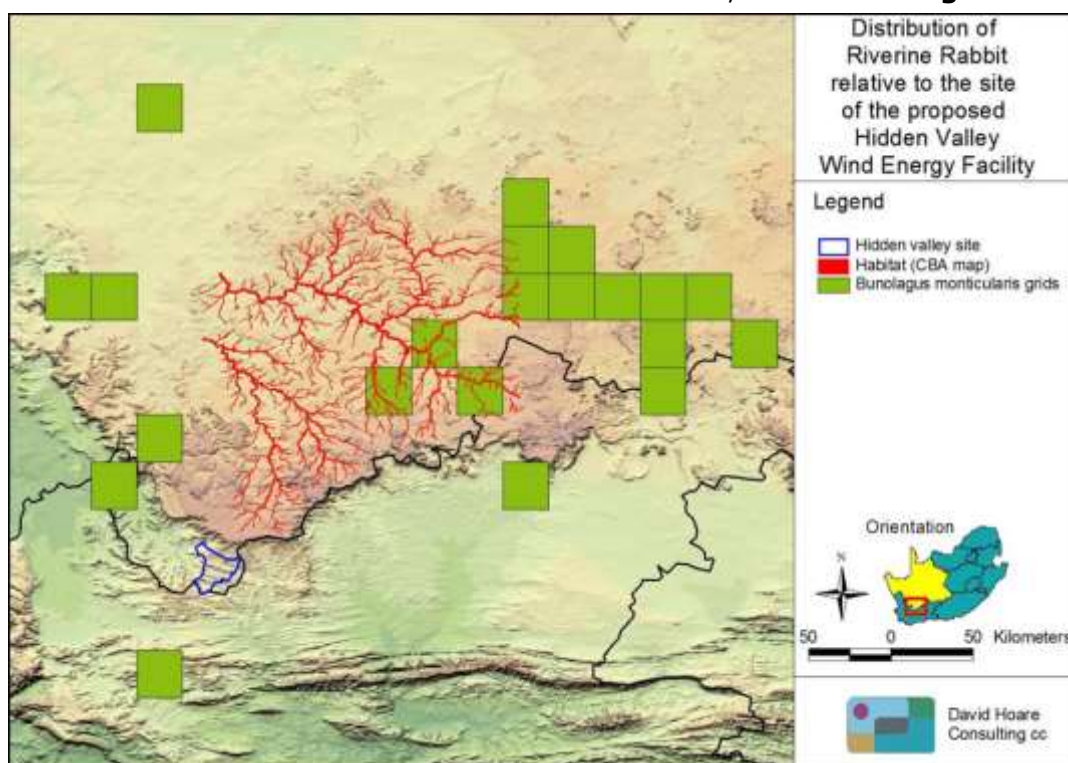 Distribution of
Riverine Rabbit
relative to the site
of the proposed
Hidden Valley
Wind Energy Facility
Legend
Hidden valley site
Habitat (CBA map)
Bunolagus monticularis grids
Orientation
N
50 0 50 Kilometers
David Hoare
Consulting cc